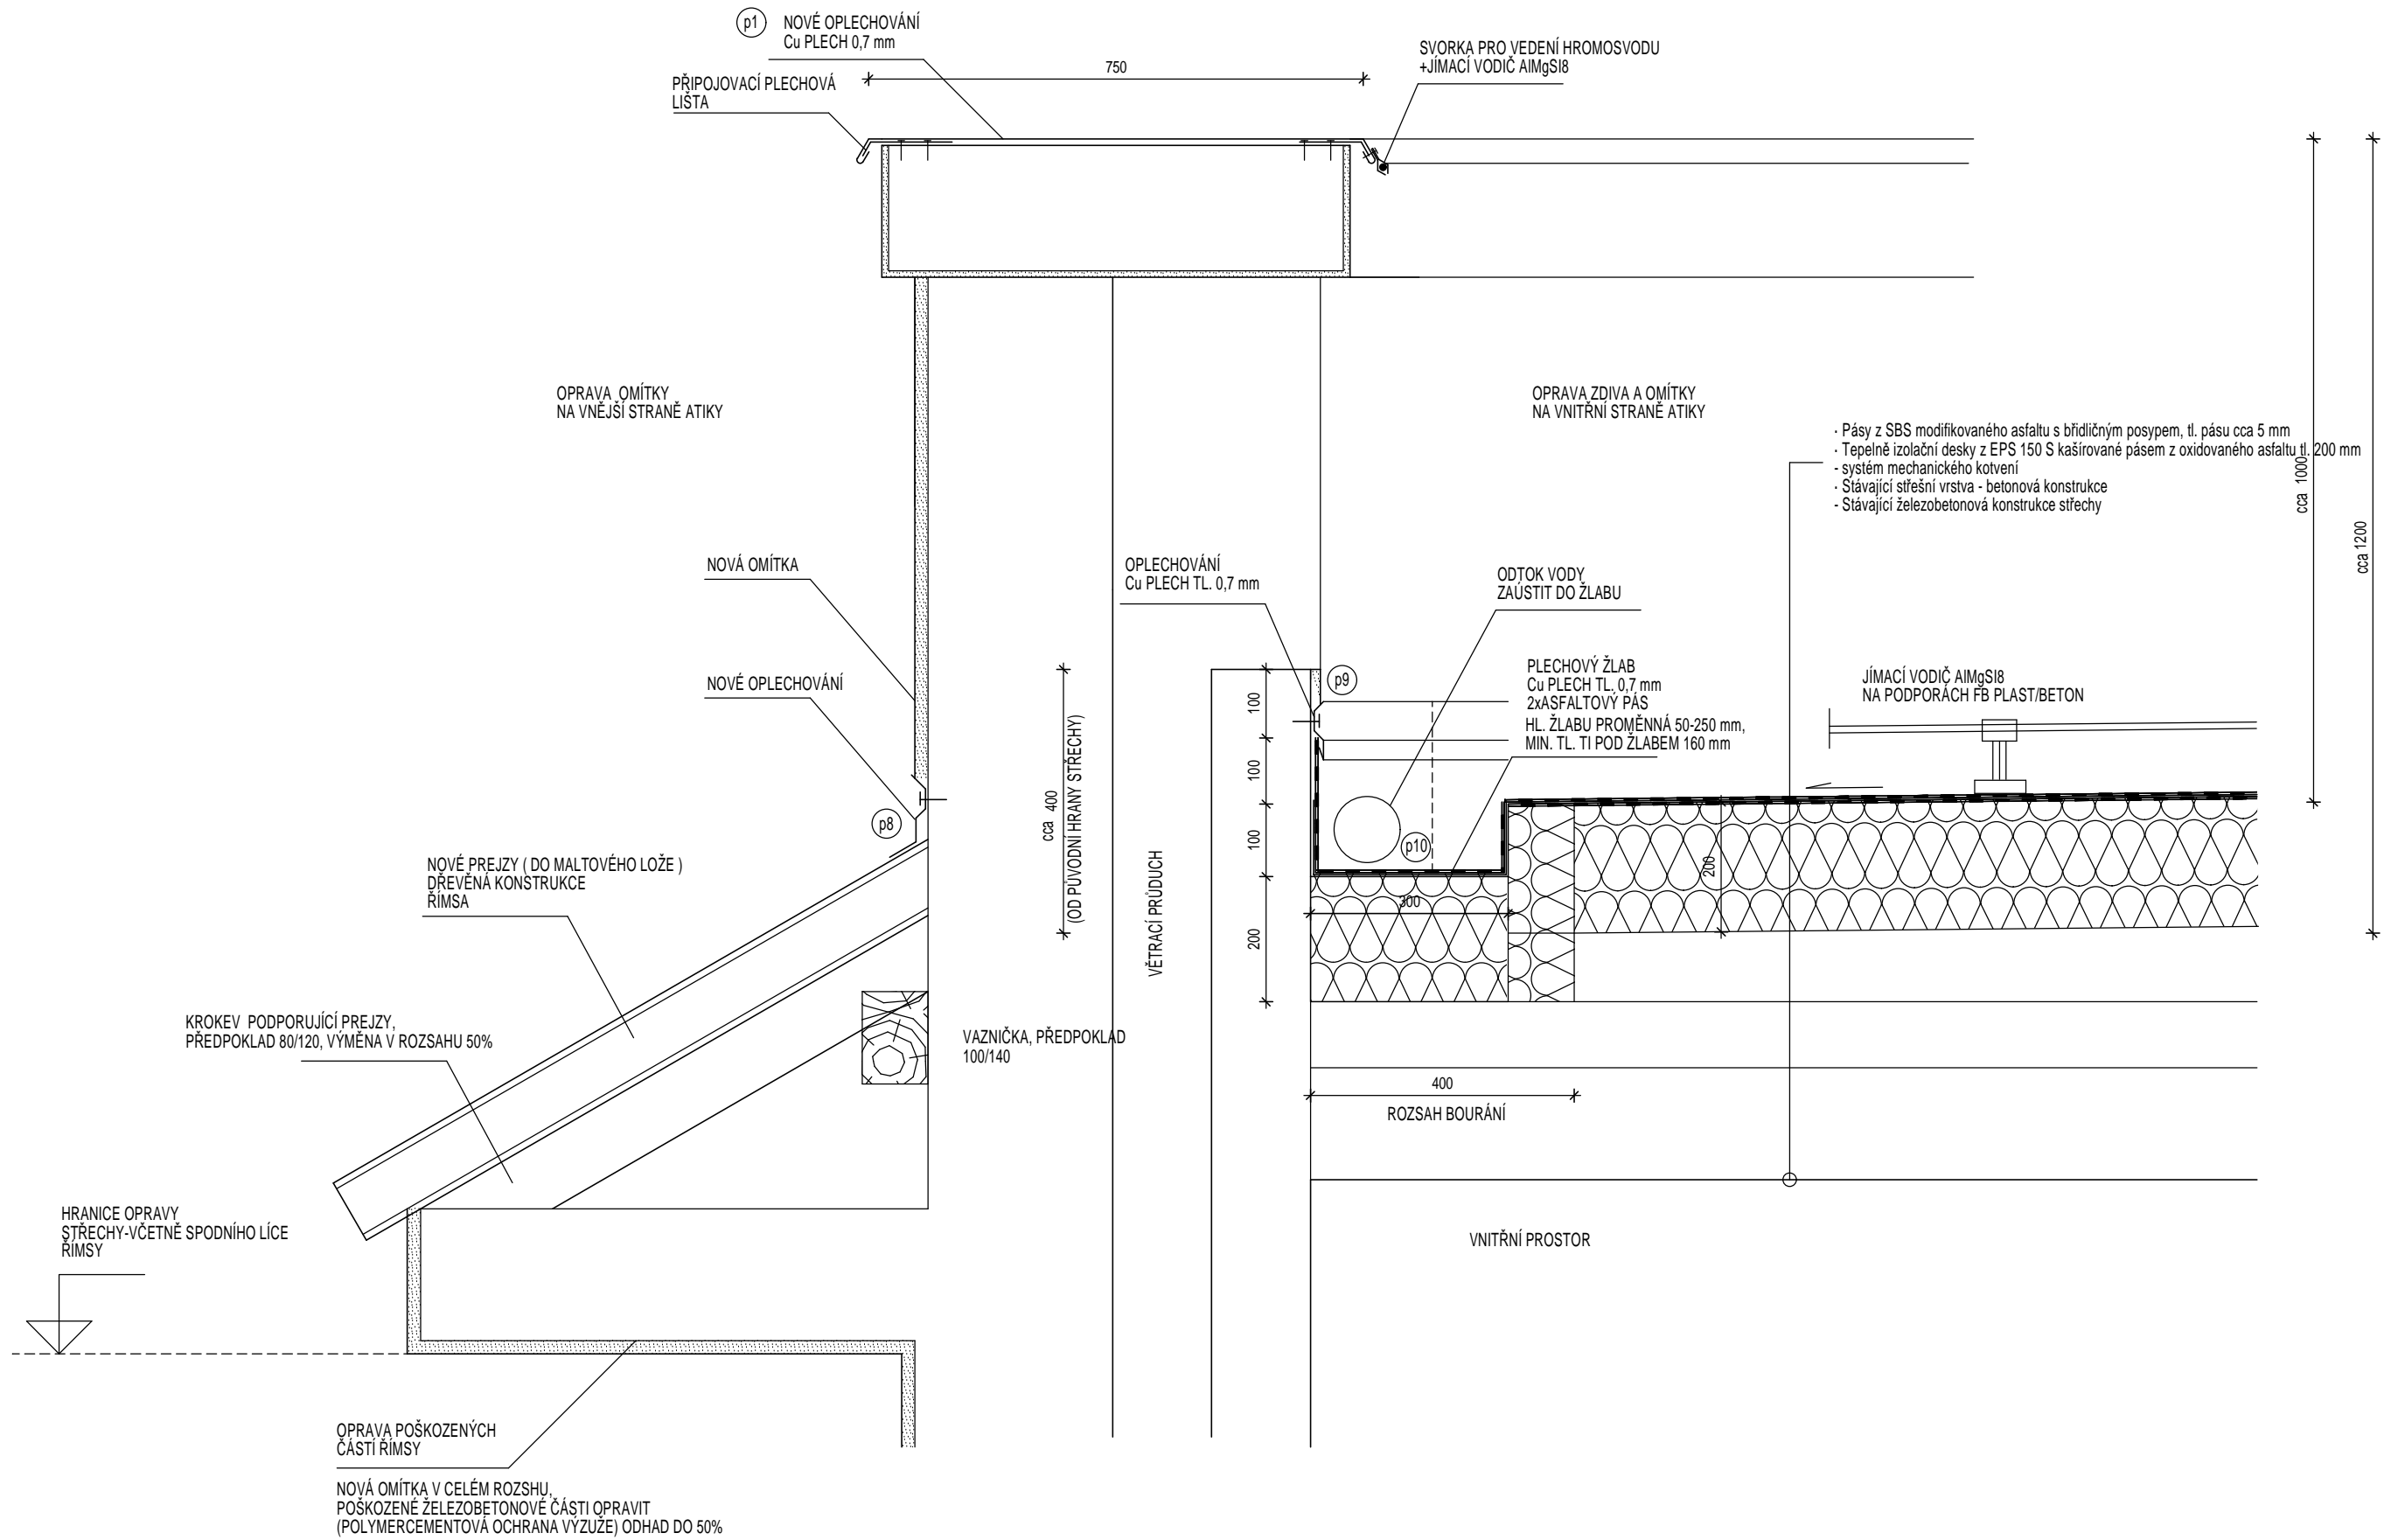 p1
NOVÉ OPLECHOVÁNÍ
Cu PLECH 0,7 mm
SVORKA PRO VEDENÍ HROMOSVODU
+JÍMACÍ VODIČ AlMgSI8
750
PŘIPOJOVACÍ PLECHOVÁ
LIŠTA
OPRAVA OMÍTKY
NA VNĚJŠÍ STRANĚ ATIKY
OPRAVA ZDIVA A OMÍTKY
NA VNITŘNÍ STRANĚ ATIKY
- Pásy z SBS modifikovaného asfaltu s břidličným posypem, tl. pásu cca 5 mm
- Tepelně izolační desky z EPS 150 S kašírované pásem z oxidovaného asfaltu tl. 200 mm
- systém mechanického kotvení
- Stávající střešní vrstva - betonová konstrukce
- Stávající železobetonová konstrukce střechy
cca 1000
cca 1200
NOVÁ OMÍTKA
OPLECHOVÁNÍ
Cu PLECH TL. 0,7 mm
ODTOK VODY
ZAÚSTIT DO ŽLABU
NOVÉ OPLECHOVÁNÍ
p9
PLECHOVÝ ŽLAB
Cu PLECH TL. 0,7 mm
2xASFALTOVÝ PÁS
HL. ŽLABU PROMĚNNÁ 50-250 mm,
MIN. TL. TI POD ŽLABEM 160 mm
JÍMACÍ VODIČ AlMgSI8
NA PODPORÁCH FB PLAST/BETON
100
100
100
200
cca 400
(OD PŮVODNÍ HRANY STŘECHY)
VĚTRACÍ PRŮDUCH
p8
p10
200
300
NOVÉ PREJZY ( DO MALTOVÉHO LOŽE )
DŘEVĚNÁ KONSTRUKCE
ŘÍMSA
KROKEV PODPORUJÍCÍ PREJZY,
PŘEDPOKLAD 80/120, VÝMĚNA V ROZSAHU 50%
VAZNIČKA, PŘEDPOKLAD
100/140
400
ROZSAH BOURÁNÍ
HRANICE OPRAVY
STŘECHY-VČETNĚ SPODNÍHO LÍCE
ŘÍMSY
VNITŘNÍ PROSTOR
OPRAVA POŠKOZENÝCH
ČÁSTÍ ŘÍMSY
NOVÁ OMÍTKA V CELÉM ROZSHU,
POŠKOZENÉ ŽELEZOBETONOVÉ ČÁSTI OPRAVIT
(POLYMERCEMENTOVÁ OCHRANA VÝZUŽE) ODHAD DO 50%